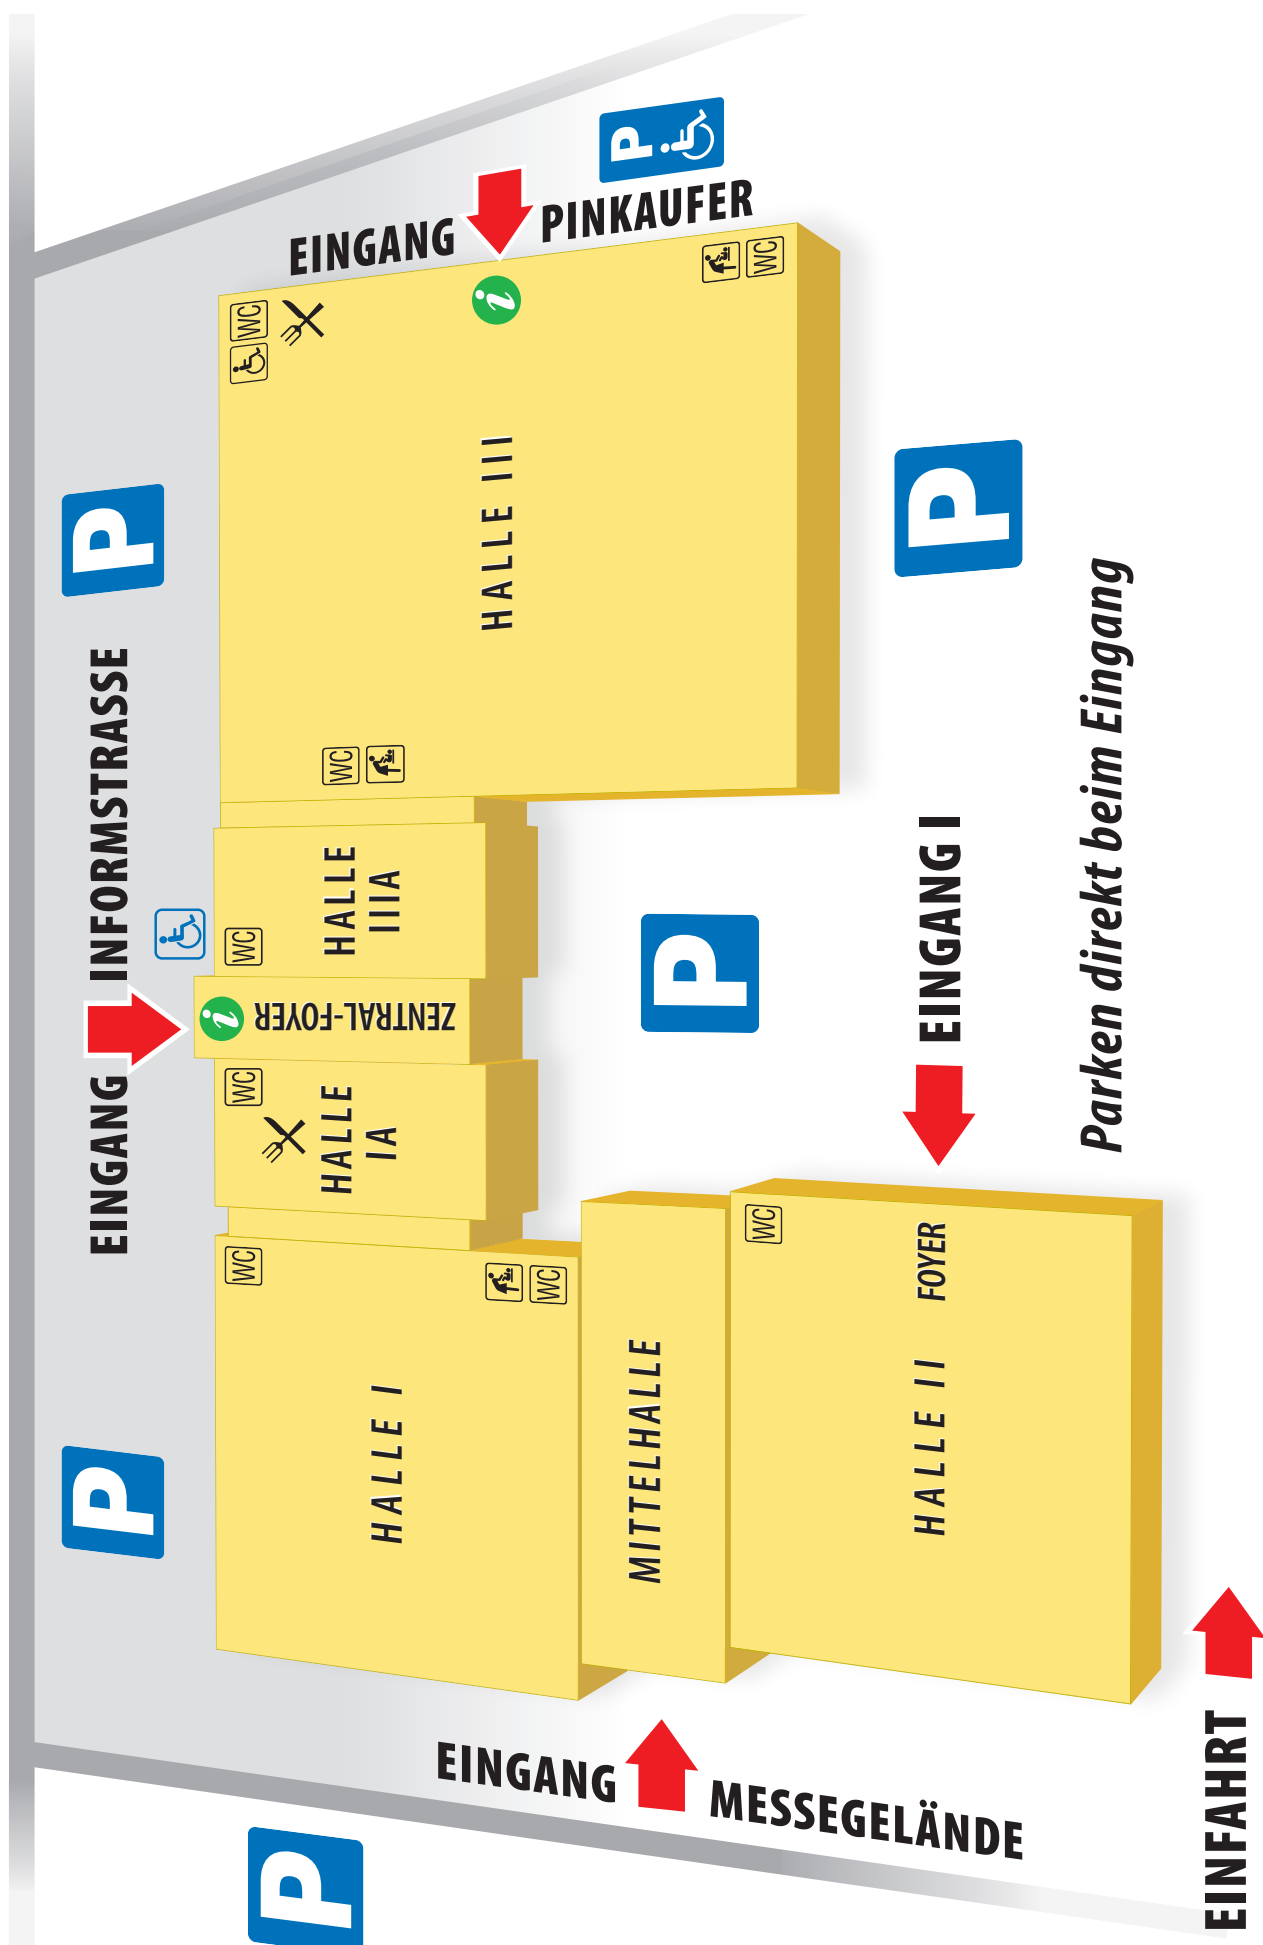 EINGANG
PINKAUFER
P
WC
i
WC
HALLE III
P
P
EINGANG
INFORMSTRASSE
WC
HALLE
IIIA
WC
i
ZENTRAL-FOYER
WC
HALLE
IA
P
EINGANG I
Parken direkt beim Eingang
WC
WC
HALLE I
MITTELHALLE
WC
FOYER
HALLE II
P
EINGANG
MESSEGELÄNDE
EINFAHRT
P